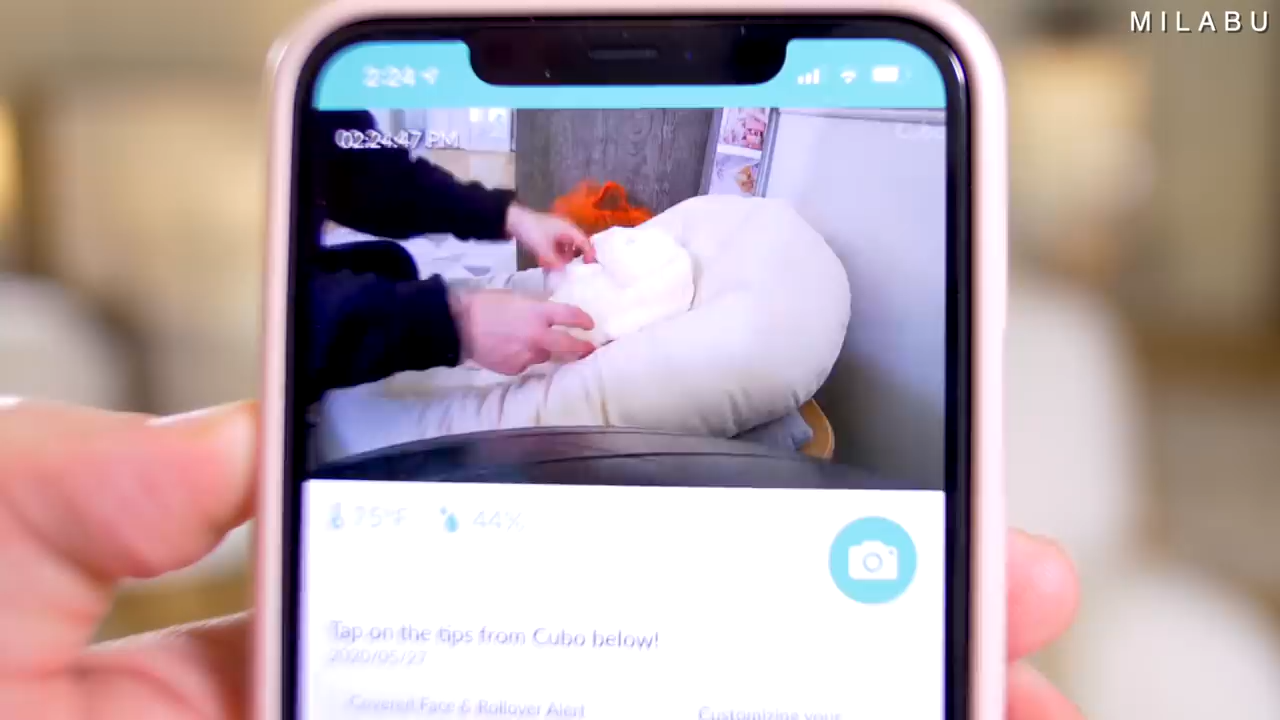 MILABU
2:24
02:24:47 PM
75°F 44%
Tap on the tips from Cubo below!
2020/05/27
Covered Face & Rollover Alert
Customizing your